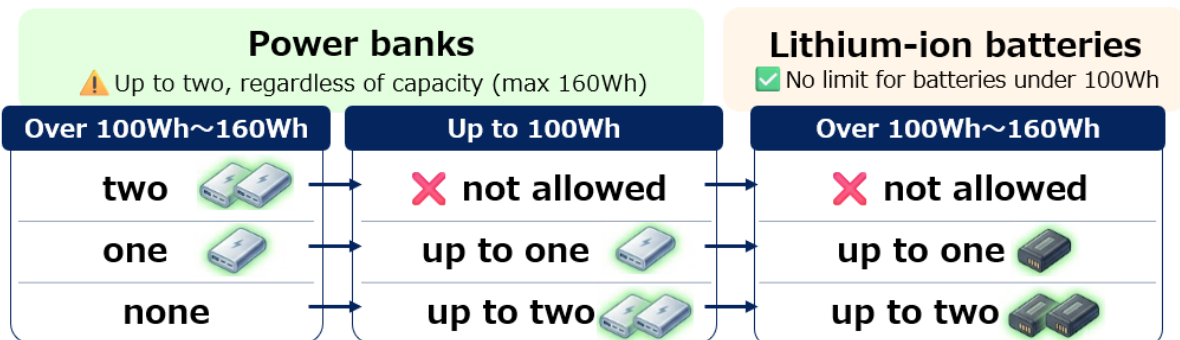 Power banks
⚠️ Up to two, regardless of capacity (max 160Wh)
Lithium-ion batteries
✅ No limit for batteries under 100Wh
Over 100Wh～160Wh
Up to 100Wh
Over 100Wh～160Wh
two → ❌ not allowed → ❌ not allowed
one → up to one → up to one
none → up to two → up to two